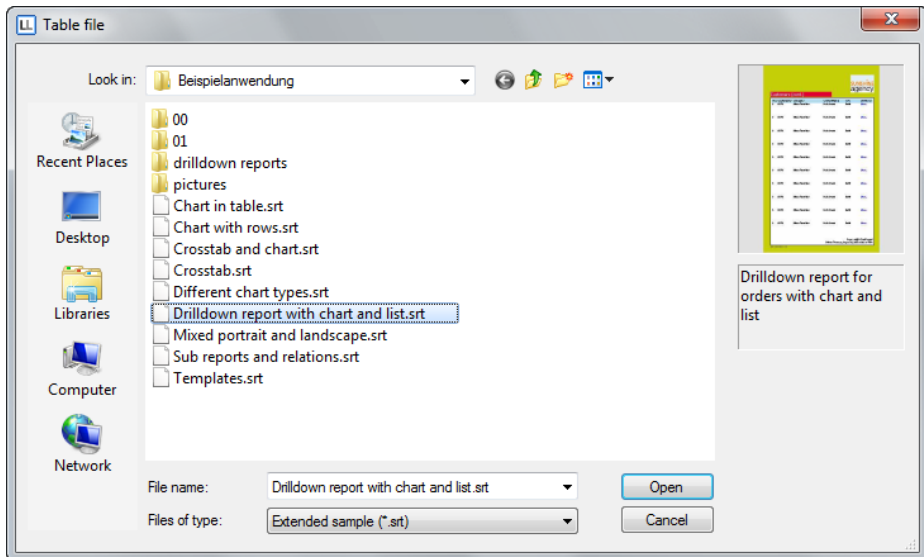 LL Table file
Look in: Beispielanwendung
Recent Places
Desktop
Libraries
Computer
Network
00
01
drilldown reports
pictures
Chart in table.srt
Chart with rows.srt
Crosstab and chart.srt
Crosstab.srt
Different chart types.srt
Drilldown report with chart and list.srt
Mixed portrait and landscape.srt
Sub reports and relations.srt
Templates.srt
agency
Drilldown report for
orders with chart and
list
File name: Drilldown report with chart and list.srt Open
Files of type: Extended sample (*.srt) Cancel